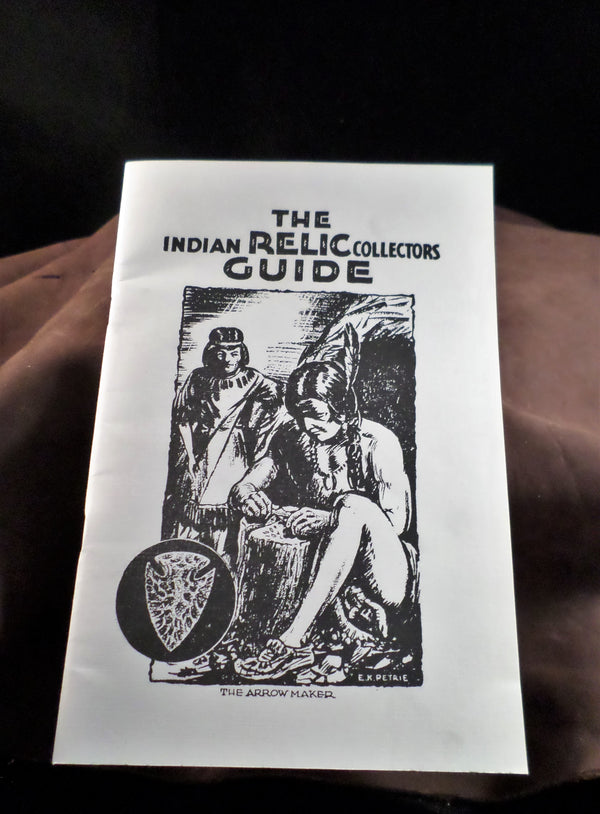 THE
INDIAN RELIC COLLECTORS
GUIDE
E.K. PETRIE
THE ARROW MAKER